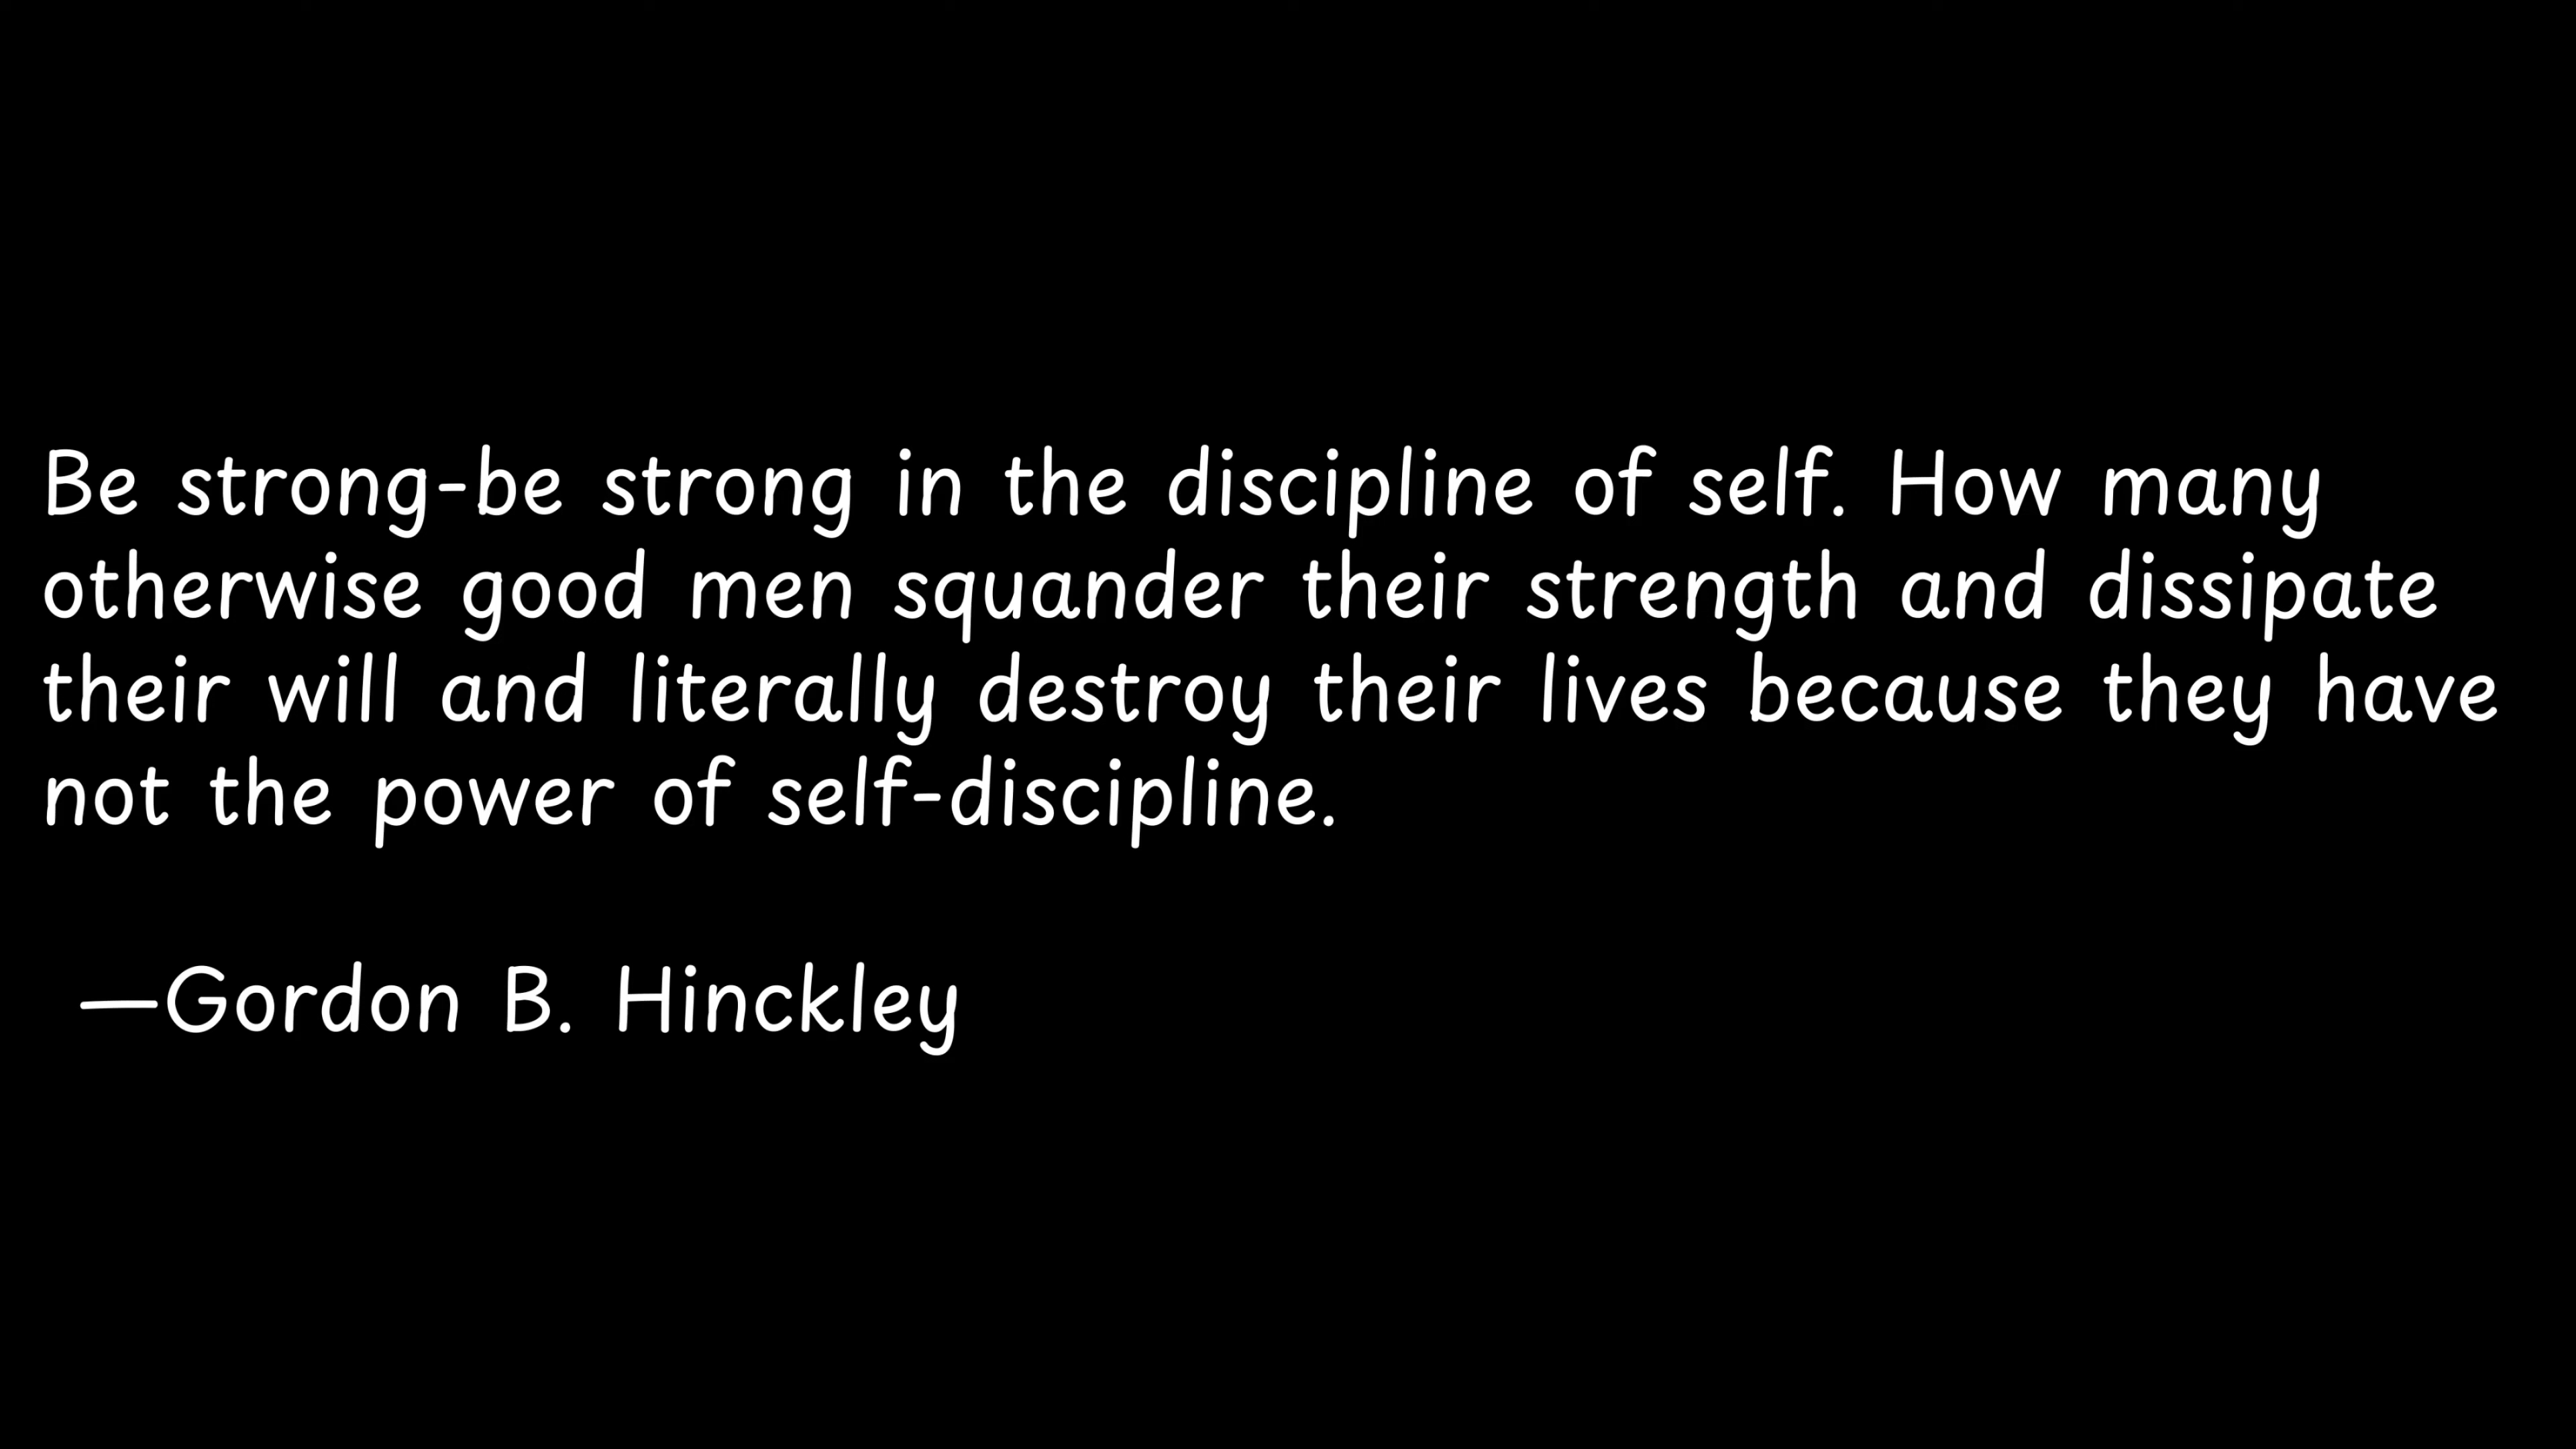 Be strong-be strong in the discipline of self. How many
otherwise good men squander their strength and dissipate
their will and literally destroy their lives because they have
not the power of self-discipline.
—Gordon B. Hinckley